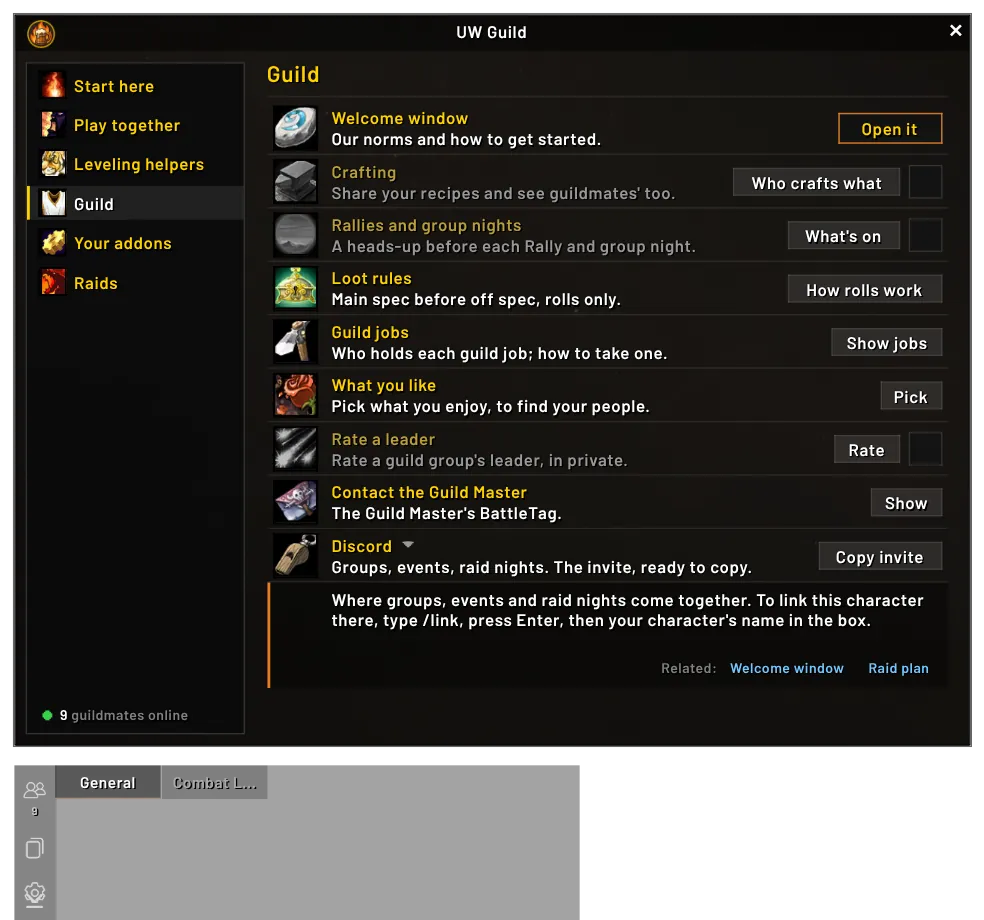 UW Guild
Start here
Play together
Leveling helpers
Guild
Your addons
Raids
9 guildmates online
Guild
Welcome window
Our norms and how to get started.
Open it
Crafting
Share your recipes and see guildmates' too.
Who crafts what
Rallies and group nights
A heads-up before each Rally and group night.
What's on
Loot rules
Main spec before off spec, rolls only.
How rolls work
Guild jobs
Who holds each guild job; how to take one.
Show jobs
What you like
Pick what you enjoy, to find your people.
Pick
Rate a leader
Rate a guild group's leader, in private.
Rate
Contact the Guild Master
The Guild Master's BattleTag.
Show
Discord
Groups, events, raid nights. The invite, ready to copy.
Copy invite
Where groups, events and raid nights come together. To link this character
there, type /link, press Enter, then your character's name in the box.
Related: Welcome window Raid plan
General
Combat L...
9